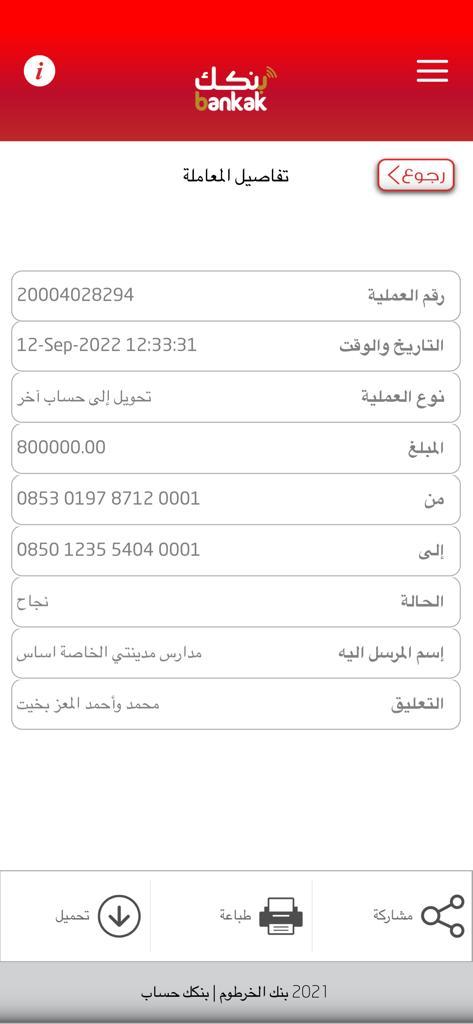 بنكك
bankak
رجوع
تفاصيل المعاملة
رقم العملية 20004028294
التاريخ والوقت 12-Sep-2022 12:33:31
نوع العملية تحويل إلى حساب آخر
المبلغ 800000.00
من 0853 0197 8712 0001
إلى 0850 1235 5404 0001
الحالة نجاح
إسم المرسل اليه مدارس مدينتي الخاصة اساس
التعليق محمد وأحمد المعز بخيت
مشاركة طباعة تحميل
2021 بنك الخرطوم | بنكك حساب